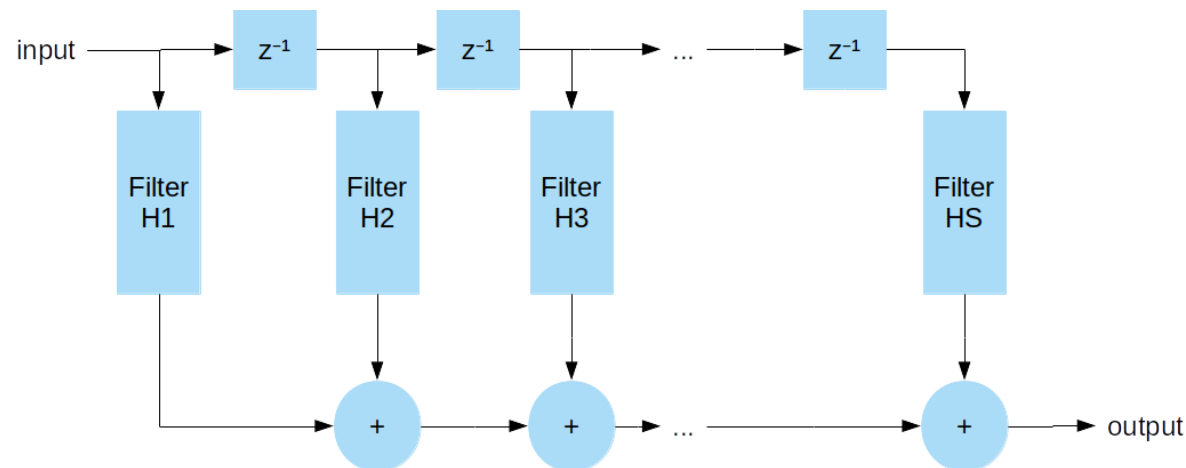 input
z⁻¹
z⁻¹
...
z⁻¹
Filter
H1
Filter
H2
Filter
H3
Filter
HS
+
+
...
+
output